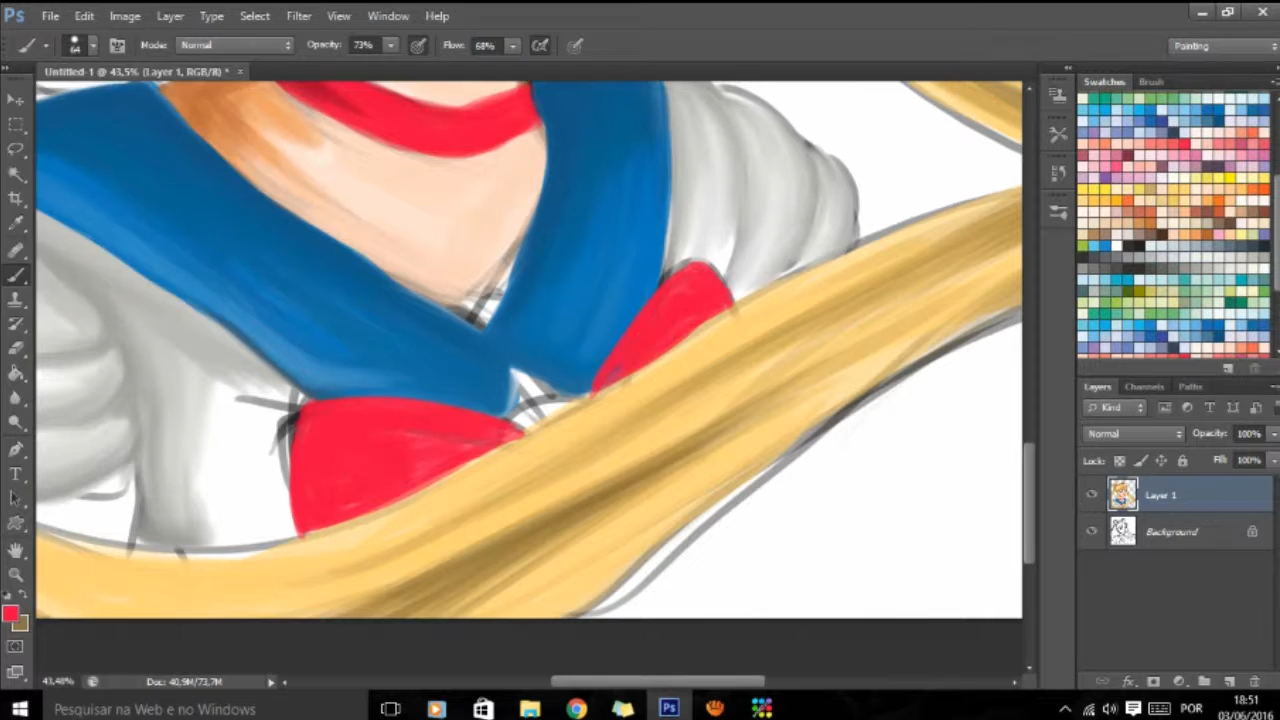 Ps File Edit Image Layer Type Select Filter View Window Help
64 Mode: Normal Opacity: 73% Flow: 68% Painting
Untitled-1 @ 43,5% (Layer 1, RGB/8) * ×
Swatches Brush
Layers Channels Paths
Kind
Normal Opacity: 100%
Lock: Fill: 100%
Layer 1
Background
43,48% Doc: 40,9M/73,7M
Pesquisar na Web e no Windows Ps POR 18:51
03/06/2016